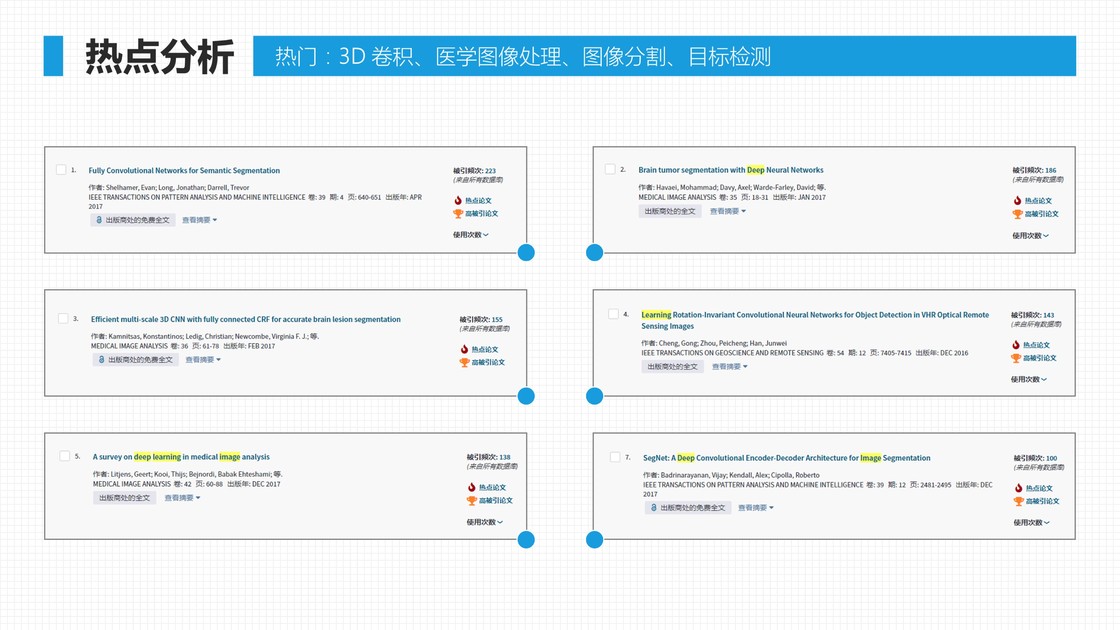 热点分析
热门：3D 卷积、医学图像处理、图像分割、目标检测
1. Fully Convolutional Networks for Semantic Segmentation
作者: Shelhamer, Evan; Long, Jonathan; Darrell, Trevor
IEEE TRANSACTIONS ON PATTERN ANALYSIS AND MACHINE INTELLIGENCE 卷: 39 期: 4 页: 640-651 出版年: APR
2017
出版商处的免费全文 查看摘要
被引频次: 223
(来自所有数据库)
热点论文
高被引论文
使用次数
2. Brain tumor segmentation with Deep Neural Networks
作者: Havaei, Mohammad; Davy, Axel; Warde-Farley, David; 等.
MEDICAL IMAGE ANALYSIS 卷: 35 页: 18-31 出版年: JAN 2017
出版商处的全文 查看摘要
被引频次: 186
(来自所有数据库)
热点论文
高被引论文
使用次数
3. Efficient multi-scale 3D CNN with fully connected CRF for accurate brain lesion segmentation
作者: Kamnitsas, Konstantinos; Ledig, Christian; Newcombe, Virginia F. J.; 等.
MEDICAL IMAGE ANALYSIS 卷: 36 页: 61-78 出版年: FEB 2017
出版商处的免费全文 查看摘要
被引频次: 155
(来自所有数据库)
热点论文
高被引论文
4. Learning Rotation-Invariant Convolutional Neural Networks for Object Detection in VHR Optical Remote
Sensing Images
作者: Cheng, Gong; Zhou, Peicheng; Han, Junwei
IEEE TRANSACTIONS ON GEOSCIENCE AND REMOTE SENSING 卷: 54 期: 12 页: 7405-7415 出版年: DEC 2016
出版商处的全文 查看摘要
被引频次: 143
(来自所有数据库)
热点论文
高被引论文
使用次数
5. A survey on deep learning in medical image analysis
作者: Litjens, Geert; Kooi, Thijs; Bejnordi, Babak Ehteshami; 等.
MEDICAL IMAGE ANALYSIS 卷: 42 页: 60-88 出版年: DEC 2017
出版商处的全文 查看摘要
被引频次: 138
(来自所有数据库)
热点论文
高被引论文
使用次数
7. SegNet: A Deep Convolutional Encoder-Decoder Architecture for Image Segmentation
作者: Badrinarayanan, Vijay; Kendall, Alex; Cipolla, Roberto
IEEE TRANSACTIONS ON PATTERN ANALYSIS AND MACHINE INTELLIGENCE 卷: 39 期: 12 页: 2481-2495 出版年: DEC
2017
出版商处的免费全文 查看摘要
被引频次: 100
(来自所有数据库)
热点论文
高被引论文
使用次数